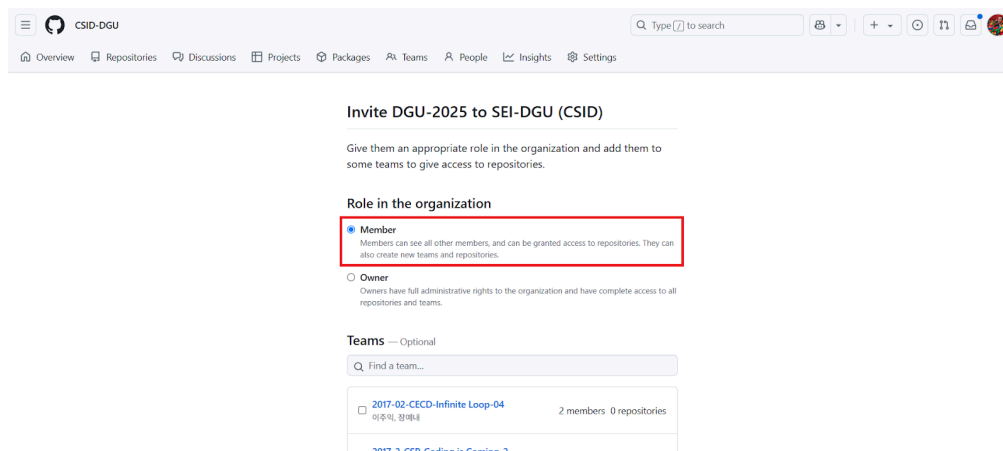 CSID-DGU
Type / to search
Overview Repositories Discussions Projects Packages Teams People Insights Settings
Invite DGU-2025 to SEI-DGU (CSID)
Give them an appropriate role in the organization and add them to
some teams to give access to repositories.
Role in the organization
Member
Members can see all other members, and can be granted access to repositories. They can
also create new teams and repositories.
Owner
Owners have full administrative rights to the organization and have complete access to all
repositories and teams.
Teams — Optional
Find a team...
2017-02-CECD-Infinite Loop-04
2 members 0 repositories
이주익, 장예내